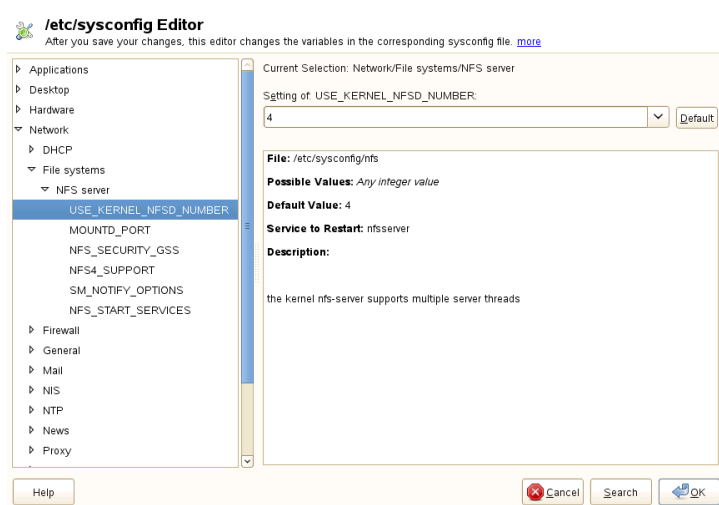 /etc/sysconfig Editor
After you save your changes, this editor changes the variables in the corresponding sysconfig file. more
Applications
Desktop
Hardware
Network
DHCP
File systems
NFS server
USE_KERNEL_NFSD_NUMBER
MOUNTD_PORT
NFS_SECURITY_GSS
NFS4_SUPPORT
SM_NOTIFY_OPTIONS
NFS_START_SERVICES
Firewall
General
Mail
NIS
NTP
News
Proxy
Current Selection: Network/File systems/NFS server
Setting of: USE_KERNEL_NFSD_NUMBER:
4
Default
File: /etc/sysconfig/nfs
Possible Values: Any integer value
Default Value: 4
Service to Restart: nfsserver
Description:
the kernel nfs-server supports multiple server threads
Help
Cancel
Search
OK